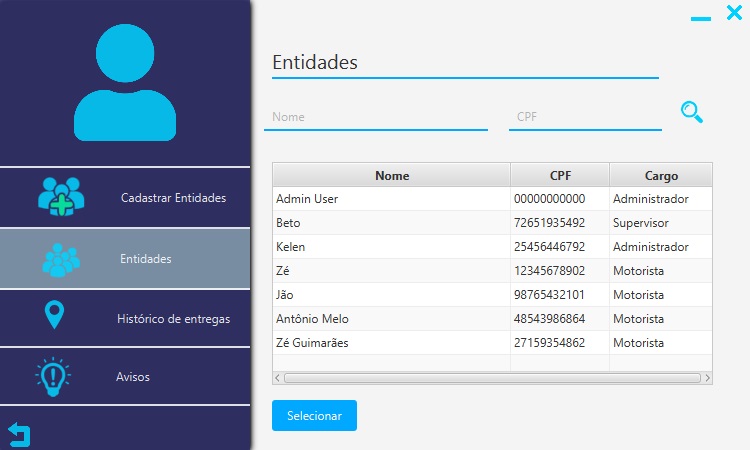 Cadastrar Entidades
Entidades
Histórico de entregas
Avisos
Entidades
Nome CPF
Nome CPF Cargo
Admin User 00000000000 Administrador
Beto 72651935492 Supervisor
Kelen 25456446792 Administrador
Zé 12345678902 Motorista
Jão 98765432101 Motorista
Antônio Melo 48543986864 Motorista
Zé Guimarães 27159354862 Motorista
Selecionar